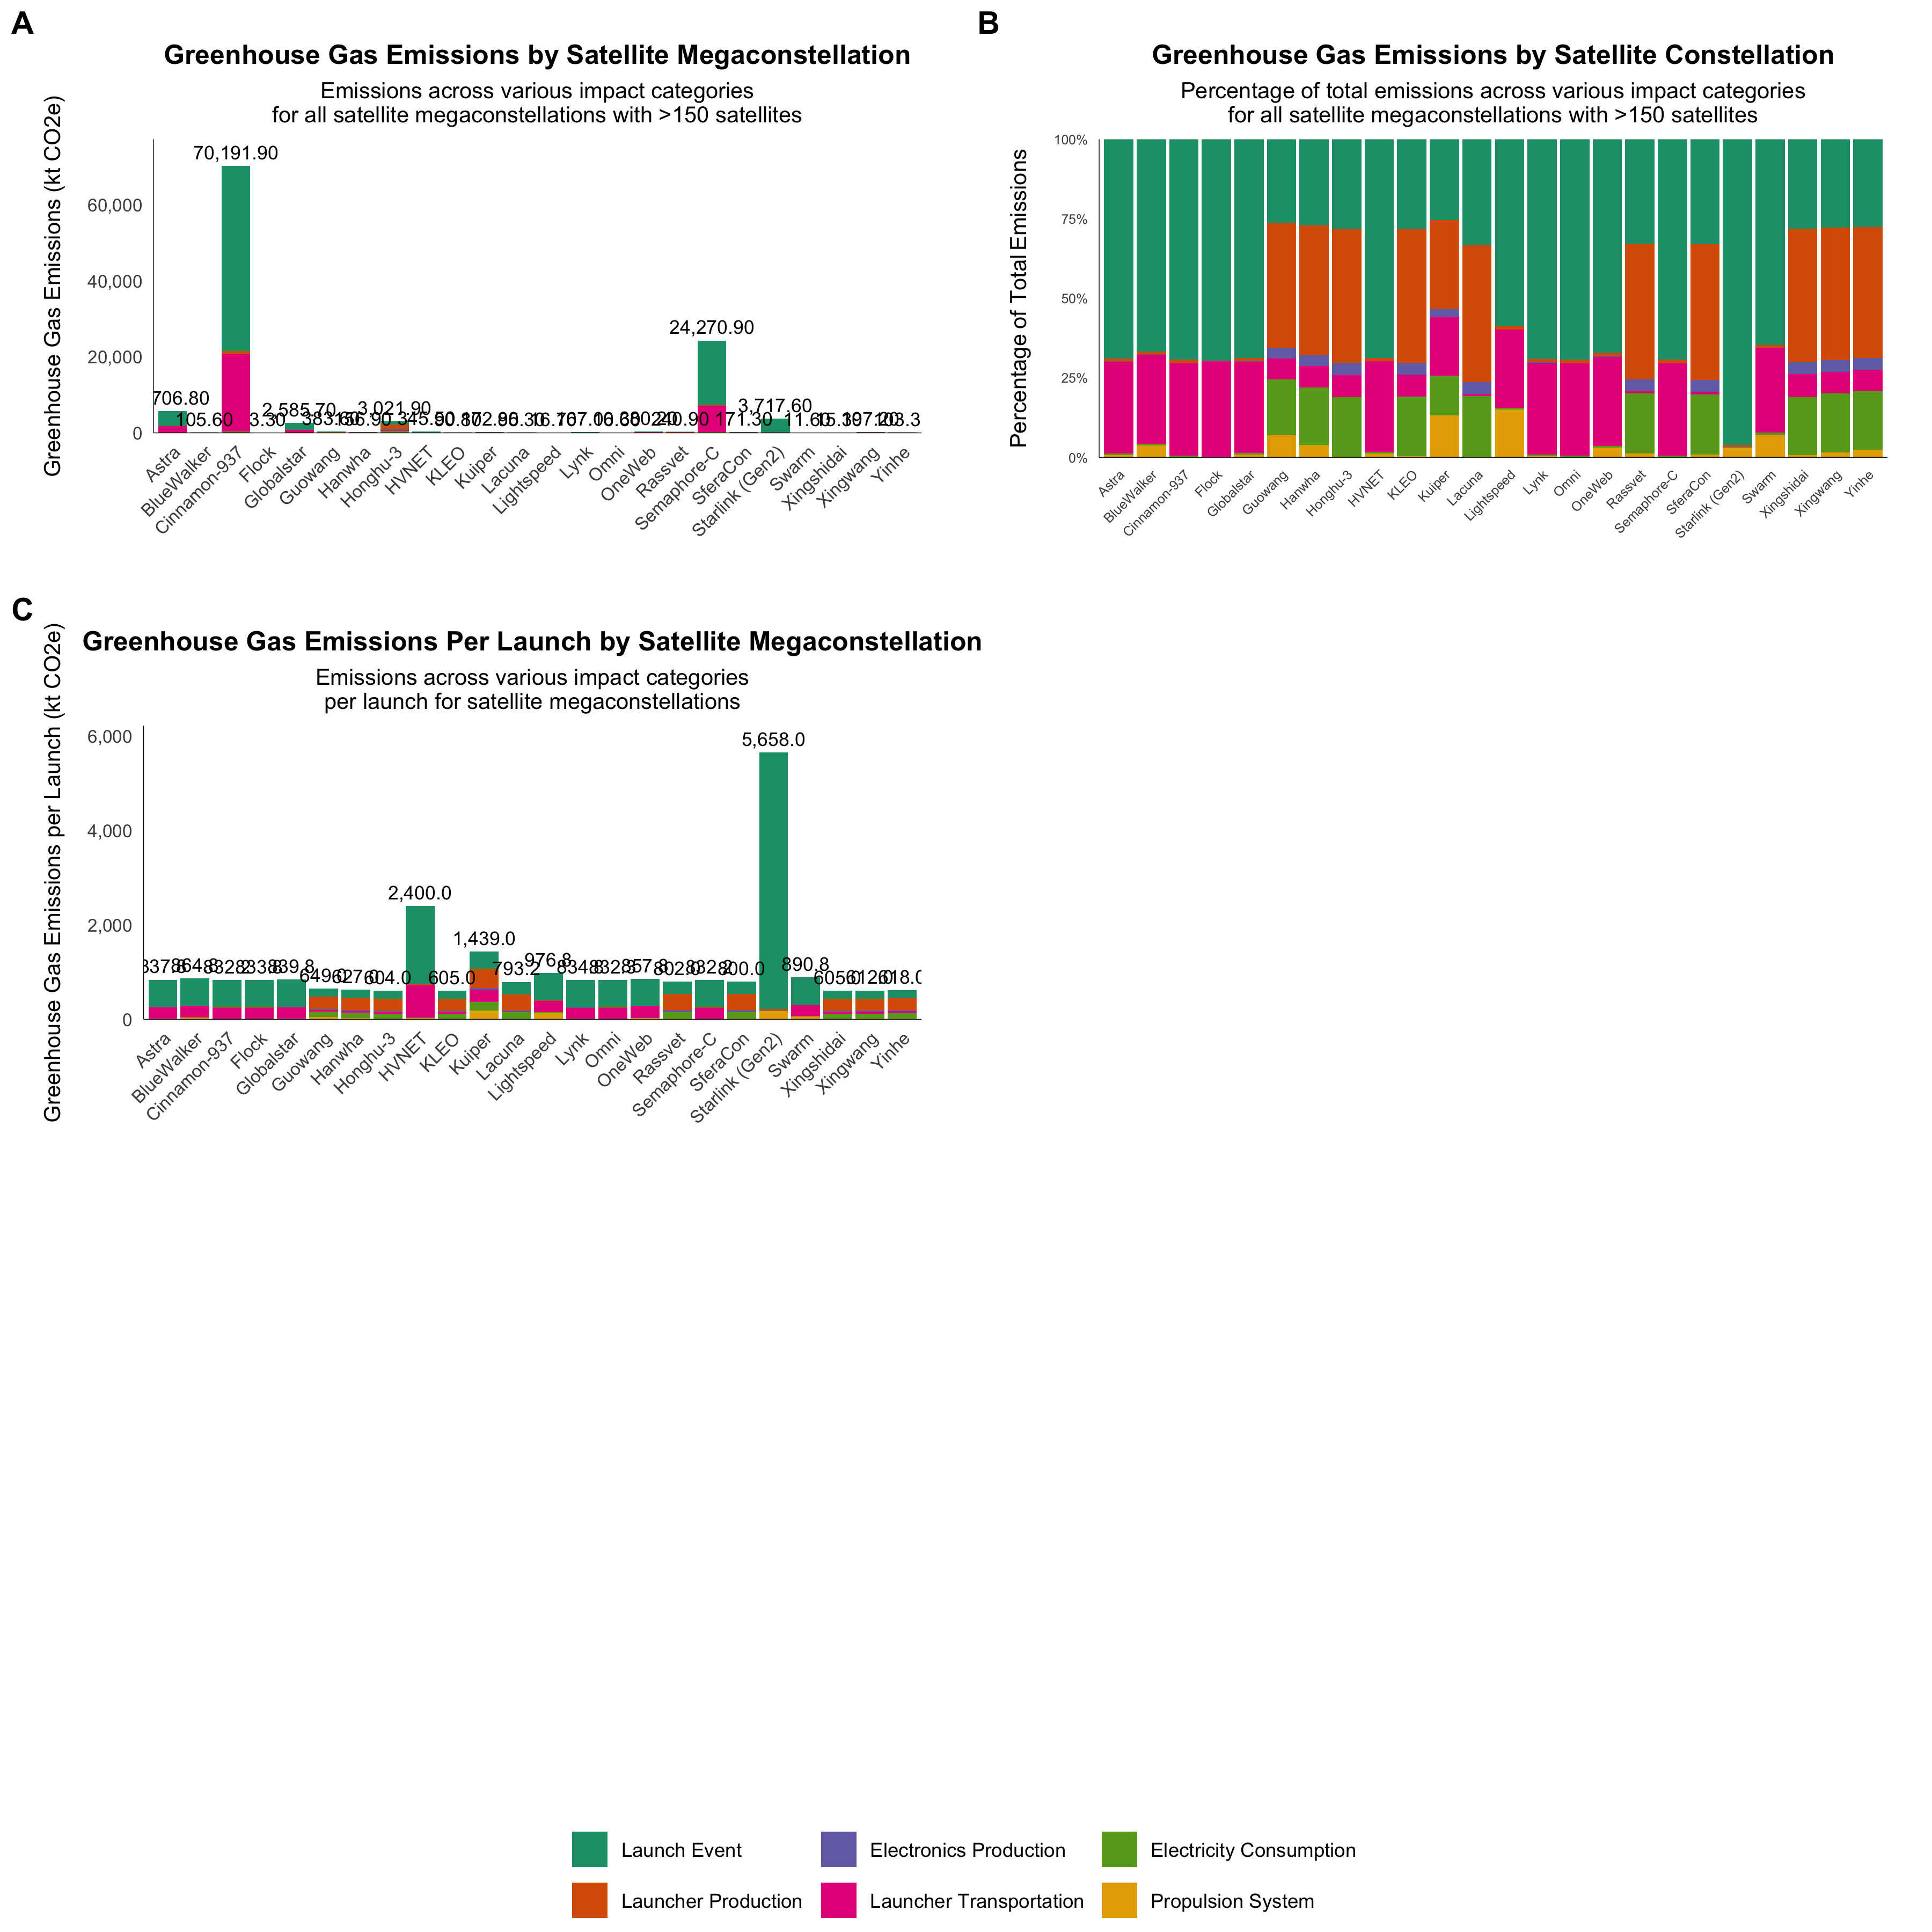 A
Greenhouse Gas Emissions by Satellite Megaconstellation
Emissions across various impact categories
for all satellite megaconstellations with >150 satellites
Greenhouse Gas Emissions (kt CO2e)
60,000
40,000
20,000
0
70,191.90
24,270.90
706.80
105.60
3.30
2,585.70
3,021.90
240.90
171.30
3,717.60
11.60
Astra
BlueWalker
Cinnamon-937
Flock
Globalstar
Guowang
Hanwha
Honghu-3
HVNET
KLEO
Kuiper
Lacuna
Lightspeed
Lynk
Omni
OneWeb
Rassvet
Semaphore-C
SferaCon
Starlink (Gen2)
Swarm
Xingshidai
Xingwang
Yinhe
B
Greenhouse Gas Emissions by Satellite Constellation
Percentage of total emissions across various impact categories
for all satellite megaconstellations with >150 satellites
Percentage of Total Emissions
100%
75%
50%
25%
0%
Astra
BlueWalker
Cinnamon-937
Flock
Globalstar
Guowang
Hanwha
Honghu-3
HVNET
KLEO
Kuiper
Lacuna
Lightspeed
Lynk
Omni
OneWeb
Rassvet
Semaphore-C
SferaCon
Starlink (Gen2)
Swarm
Xingshidai
Xingwang
Yinhe
C
Greenhouse Gas Emissions Per Launch by Satellite Megaconstellation
Emissions across various impact categories
per launch for satellite megaconstellations
Greenhouse Gas Emissions per Launch (kt CO2e)
6,000
4,000
2,000
0
5,658.0
2,400.0
1,439.0
604.0
605.0
793.2
976.8
800.0
890.8
Astra
BlueWalker
Cinnamon-937
Flock
Globalstar
Guowang
Hanwha
Honghu-3
HVNET
KLEO
Kuiper
Lacuna
Lightspeed
Lynk
Omni
OneWeb
Rassvet
Semaphore-C
SferaCon
Starlink (Gen2)
Swarm
Xingshidai
Xingwang
Yinhe
Launch Event
Electronics Production
Electricity Consumption
Launcher Production
Launcher Transportation
Propulsion System